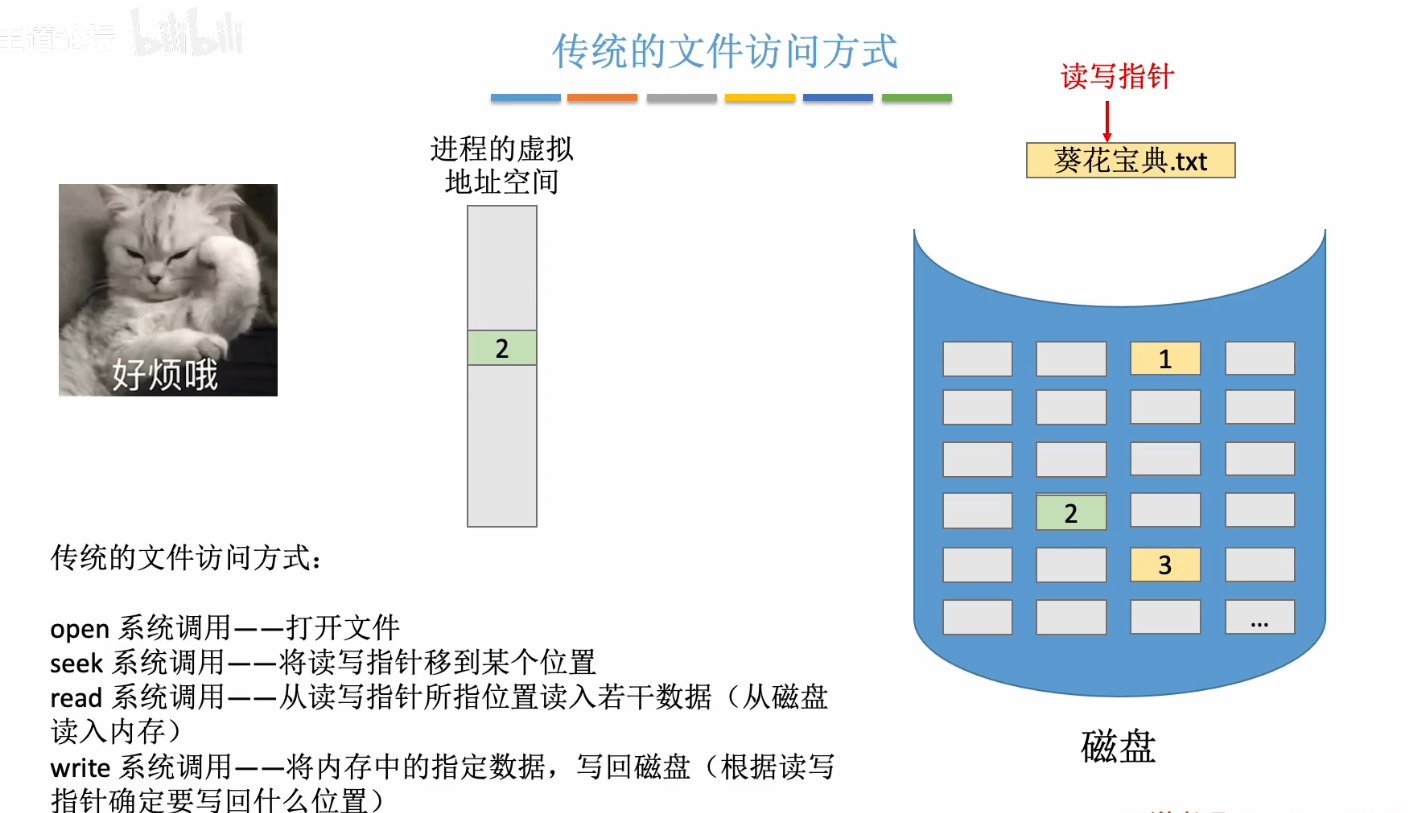 王道论坛 bilibili
传统的文件访问方式
读写指针
葵花宝典.txt
进程的虚拟
地址空间
2
好烦哦
1
2
3
...
磁盘
传统的文件访问方式：
open 系统调用——打开文件
seek 系统调用——将读写指针移到某个位置
read 系统调用——从读写指针所指位置读入若干数据（从磁盘
读入内存）
write 系统调用——将内存中的指定数据，写回磁盘（根据读写
指针确定要写回什么位置）